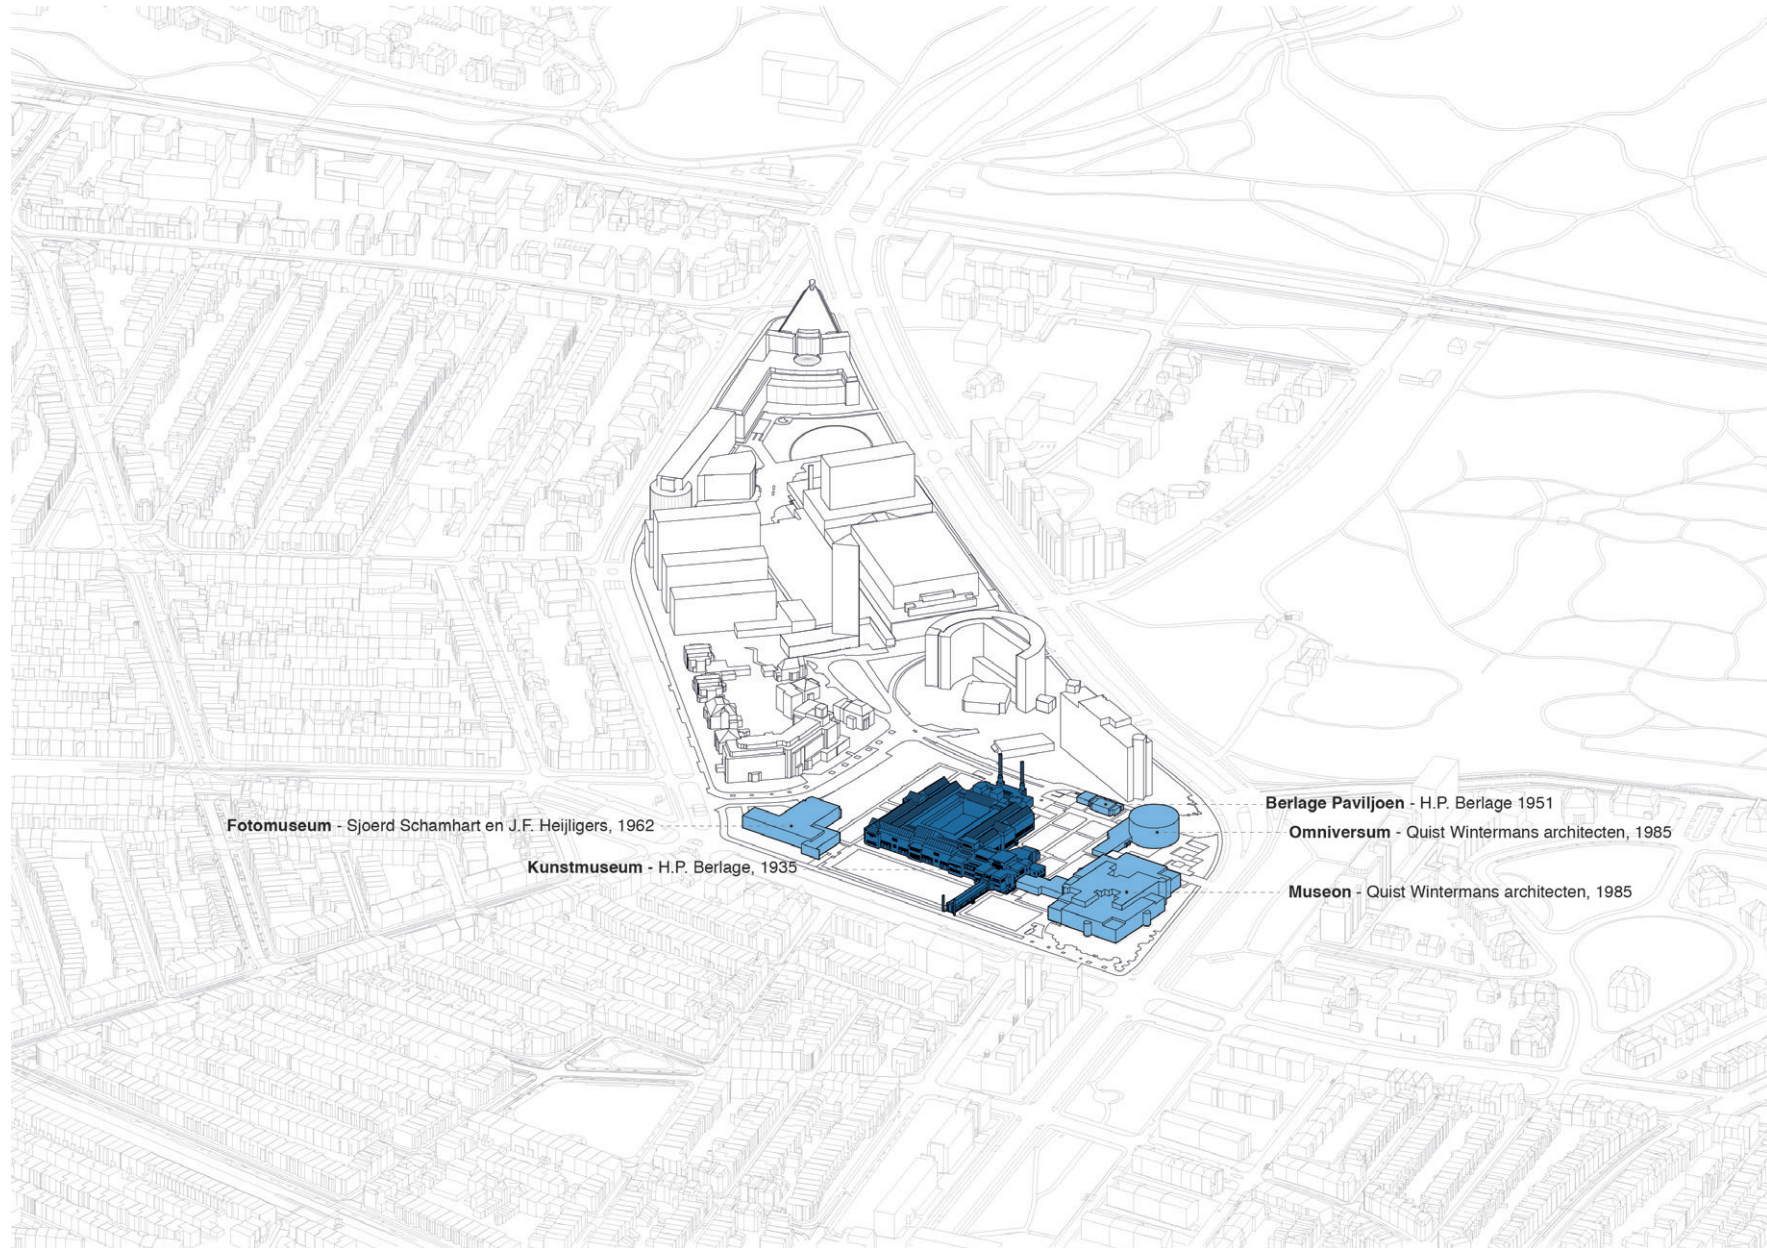 Berlage Paviljoen - H.P. Berlage 1951
Fotomuseum - Sjoerd Schamhart en J.F. Heijligers, 1962
Omniversum - Quist Wintermans architecten, 1985
Kunstmuseum - H.P. Berlage, 1935
Museon - Quist Wintermans architecten, 1985